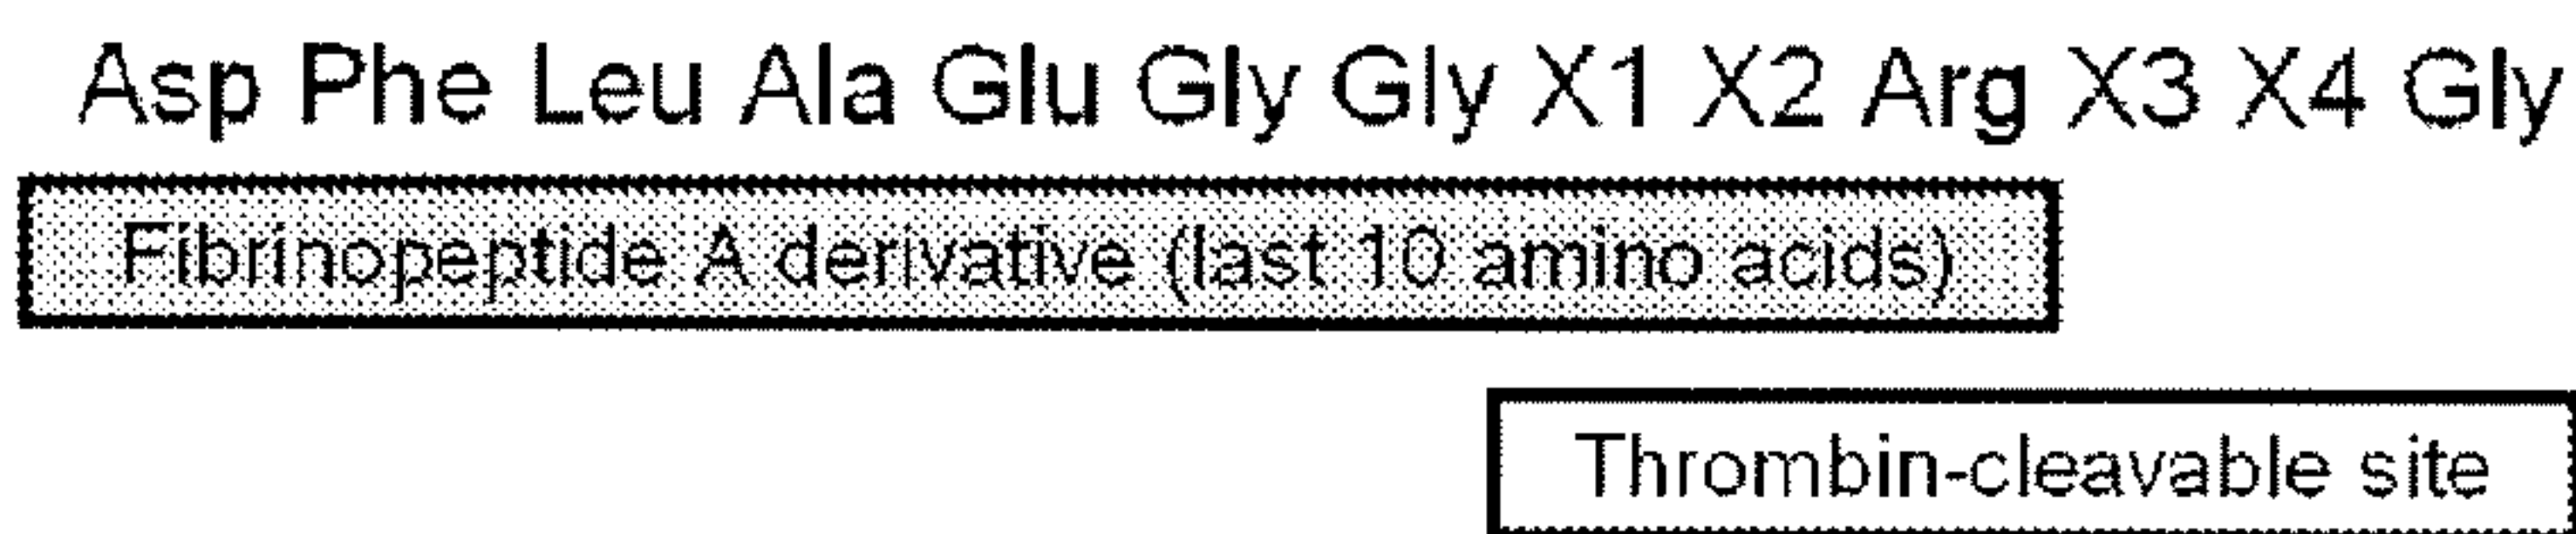 Asp Phe Leu Ala Glu Gly Gly X1 X2 Arg X3 X4 Gly
Fibrinopeptide A derivative (last 10 amino acids)
Thrombin-cleavable site